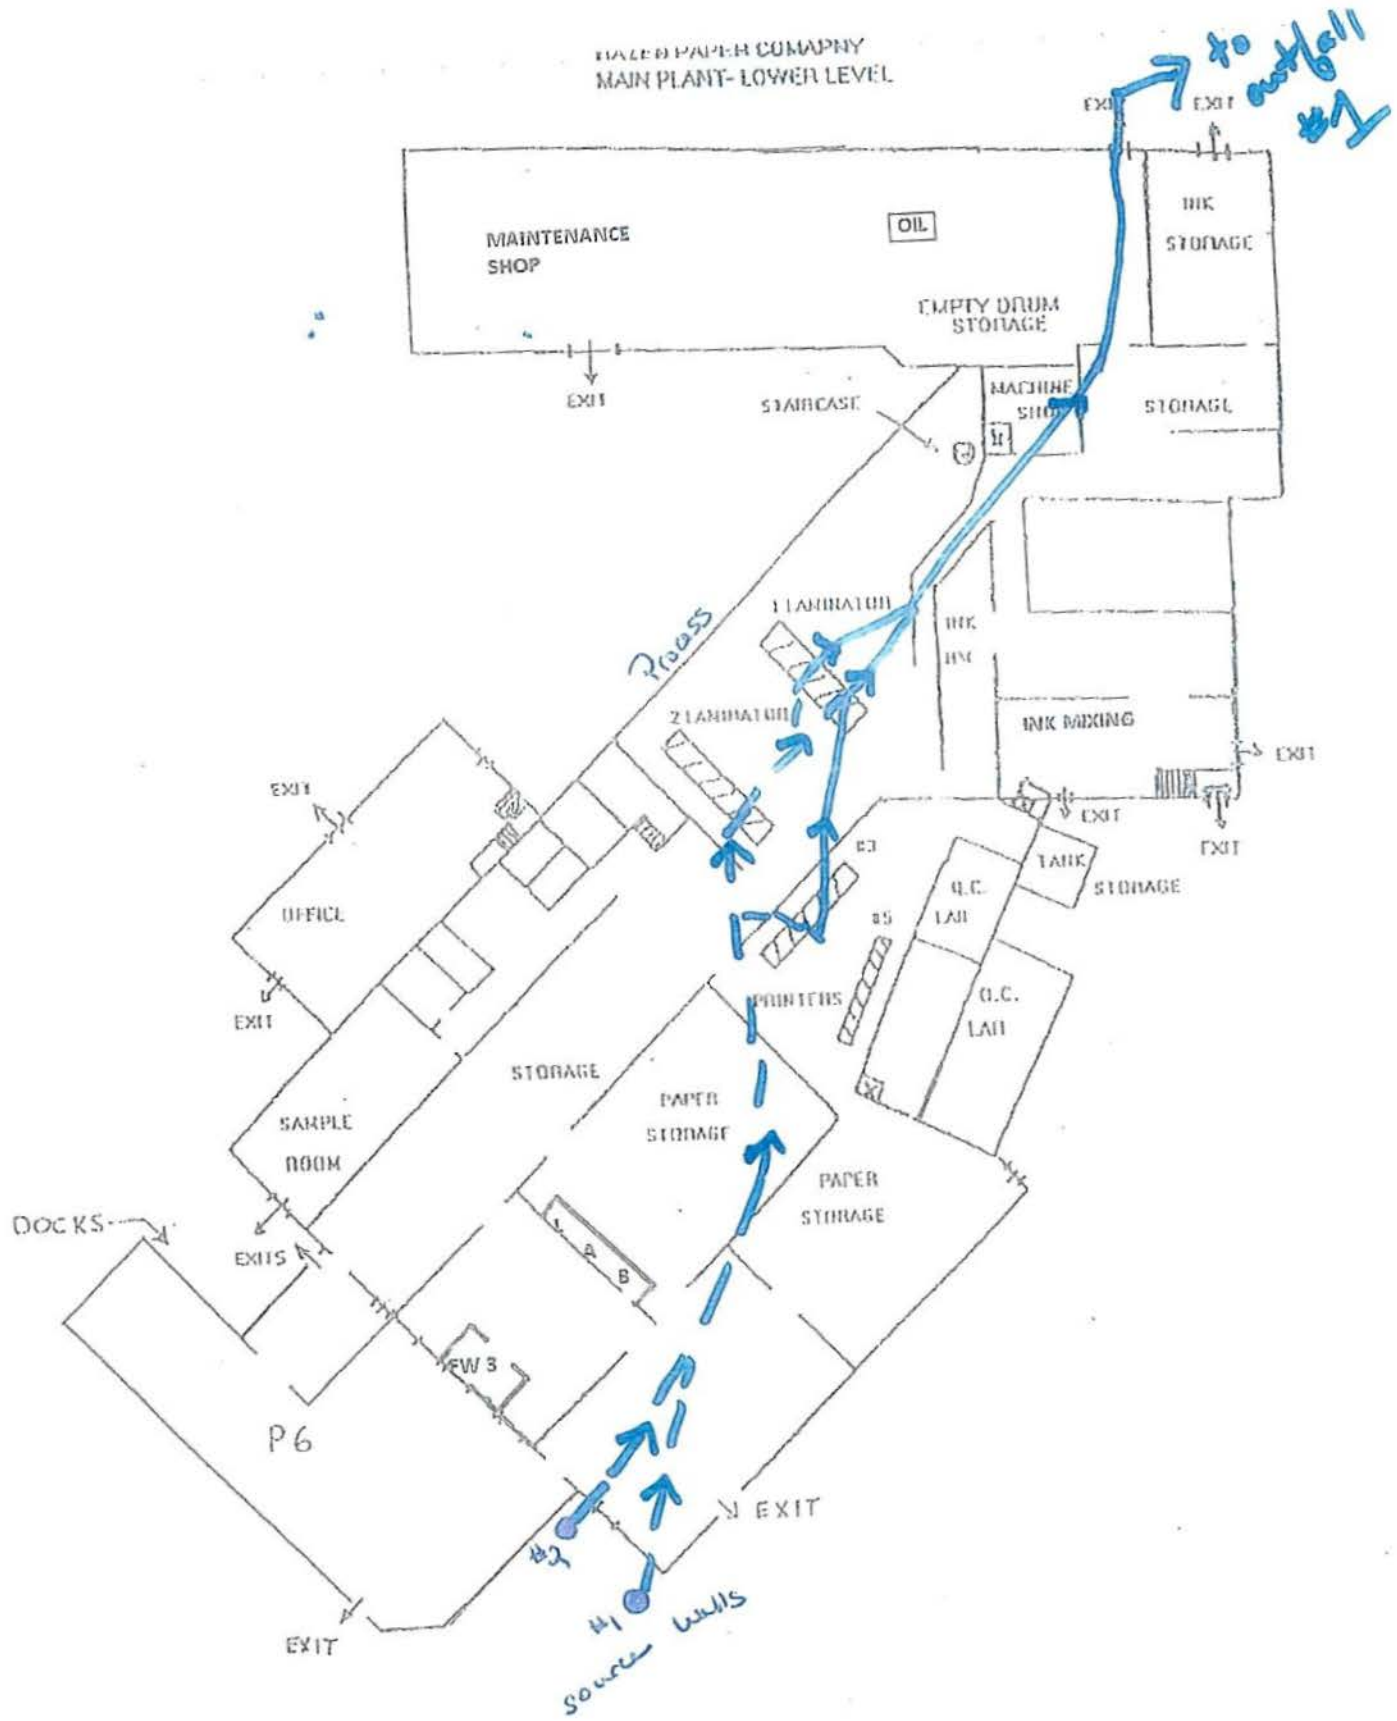 HAZEN PAPER COMAPNY
MAIN PLANT- LOWER LEVEL
to
outfall
#1
EXIT
EXIT
INK
STORAGE
MAINTENANCE
SHOP
OIL
EMPTY DRUM
STORAGE
EXIT
STAIRCASE
MACHINE
SHOP
STORAGE
Process
1 LAMINATOR
INK
2 LAMINATOR
INK MIXING
EXIT
EXIT
EXIT
EXIT
#3
TANK
STORAGE
Q.C.
LAB
OFFICE
#5
EXIT
PRINTERS
Q.C.
LAB
STORAGE
PAPER
STORAGE
SAMPLE
ROOM
PAPER
STORAGE
DOCKS
EXITS
A
B
FW 3
P6
EXIT
#2
#1
source wells
EXIT